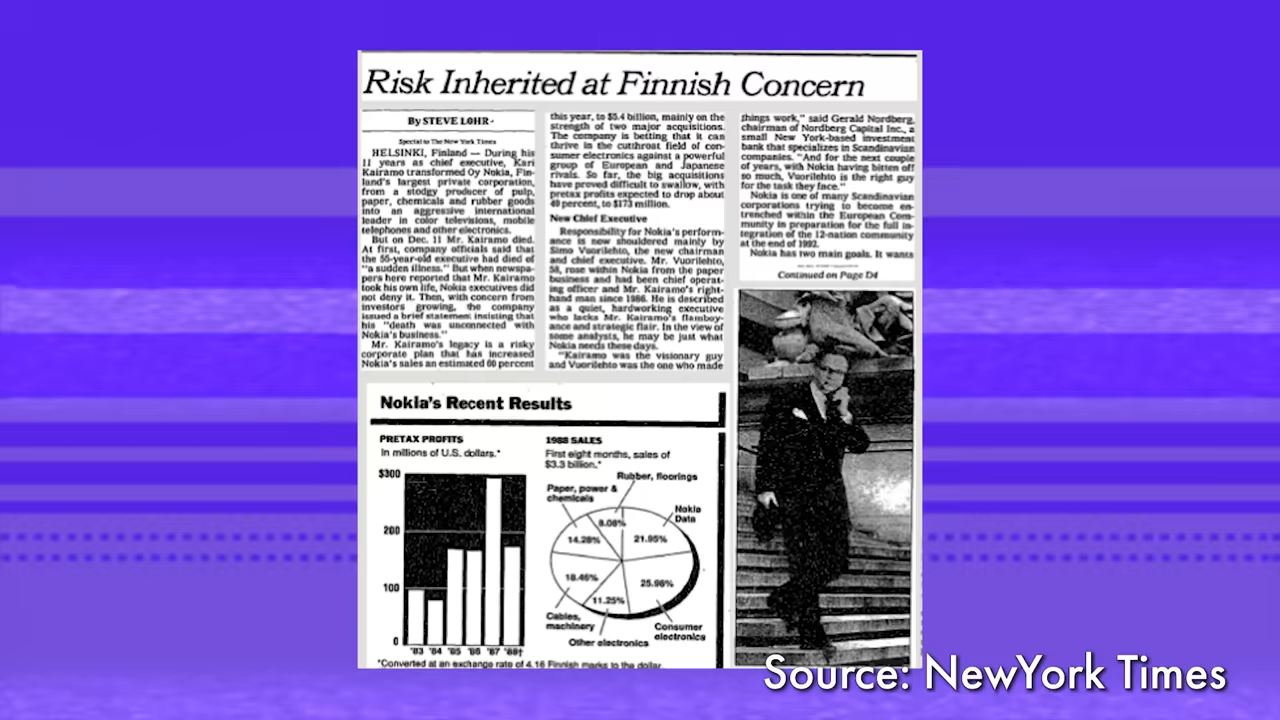 Risk Inherited at Finnish Concern
By STEVE LOHR
Special to The New York Times
HELSINKI, Finland — During his
11 years as chief executive, Kari
Kairamo transformed Oy Nokia, Fin-
land's largest private corporation,
from a stodgy producer of pulp,
paper, chemicals and rubber goods
into an aggressive international
leader in color televisions, mobile
telephones and other electronics.
But on Dec. 11 Mr. Kairamo died.
At first, company officials said that
the 56-year-old executive had died of
"a sudden illness." But when newspa-
pers here reported that Mr. Kairamo
took his own life, Nokia executives did
not deny it. Then, with concern from
investors growing, the company
issued a brief statement insisting that
his "death was unconnected with
Nokia's business."
Mr. Kairamo's legacy is a risky
corporate plan that has increased
Nokia's sales an estimated 60 percent
this year, to $5.4 billion, mainly on the
strength of two major acquisitions.
The company is betting that it can
thrive in the cutthroat field of con-
sumer electronics against a powerful
group of European and Japanese
rivals. So far, the big acquisitions
have proved difficult to swallow, with
pretax profits expected to drop about
40 percent, to $173 million.
New Chief Executive
Responsibility for Nokia's perform-
ance is now shouldered mainly by
Simo Vuorilehto, the new chairman
and chief executive. Mr. Vuorilehto,
58, rose within Nokia from the paper
business and had been chief operat-
ing officer and Mr. Kairamo's right-
hand man since 1986. He is described
as a quiet, hardworking executive
who lacks Mr. Kairamo's flamboy-
ance and strategic flair. In the view of
some analysts, he may be just what
Nokia needs these days.
"Kairamo was the visionary guy
and Vuorilehto was the one who made
things work," said Gerald Nordberg,
chairman of Nordberg Capital Inc., a
small New York-based investment
bank that specializes in Scandinavian
companies. "And for the next couple
of years, with Nokia having bitten off
so much, Vuorilehto is the right guy
for the task they face."
Nokia is one of many Scandinavian
corporations trying to become en-
trenched within the European Com-
munity in preparation for the full in-
tegration of the 12-nation community
at the end of 1992.
Nokia has two main goals. It wants
Continued on Page D4
Nokia's Recent Results
PRETAX PROFITS
In millions of U.S. dollars.*
$300
200
100
0
'83 '84 '85 '86 '87 '88†
1988 SALES
First eight months, sales of
$3.3 billion.*
Rubber, floorings
Paper, power &
chemicals
Nokia
Data
8.08%
14.28%
21.95%
18.46%
25.98%
11.25%
Cables,
machinery
Other electronics
Consumer
electronics
*Converted at an exchange rate of 4.16 Finnish marks to the dollar.
Source: NewYork Times